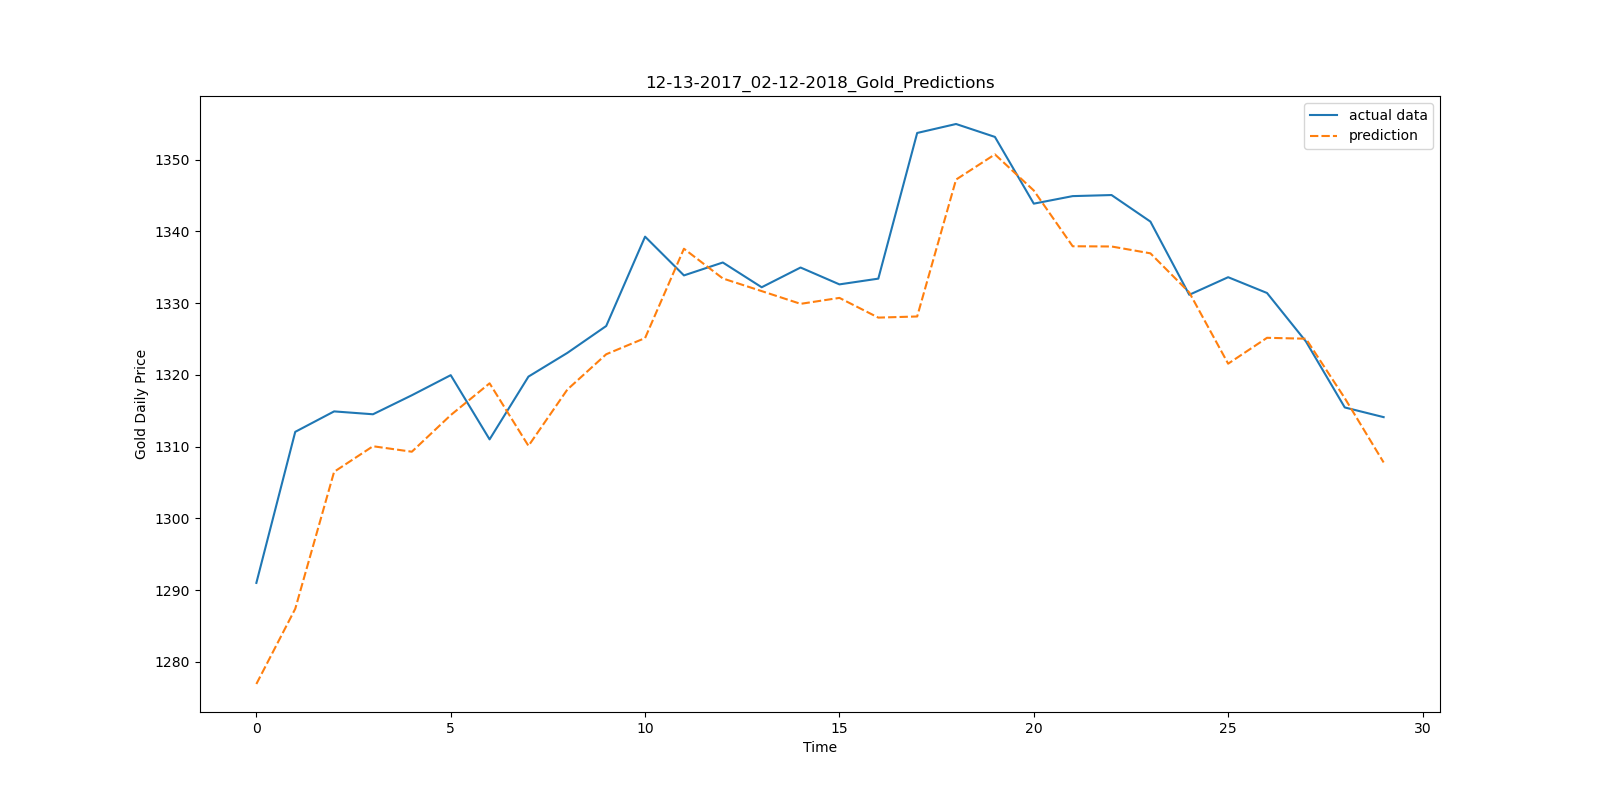 12-13-2017_02-12-2018_Gold_Predictions
actual data
prediction
Gold Daily Price
1350
1340
1330
1320
1310
1300
1290
1280
0 5 10 15 20 25 30
Time